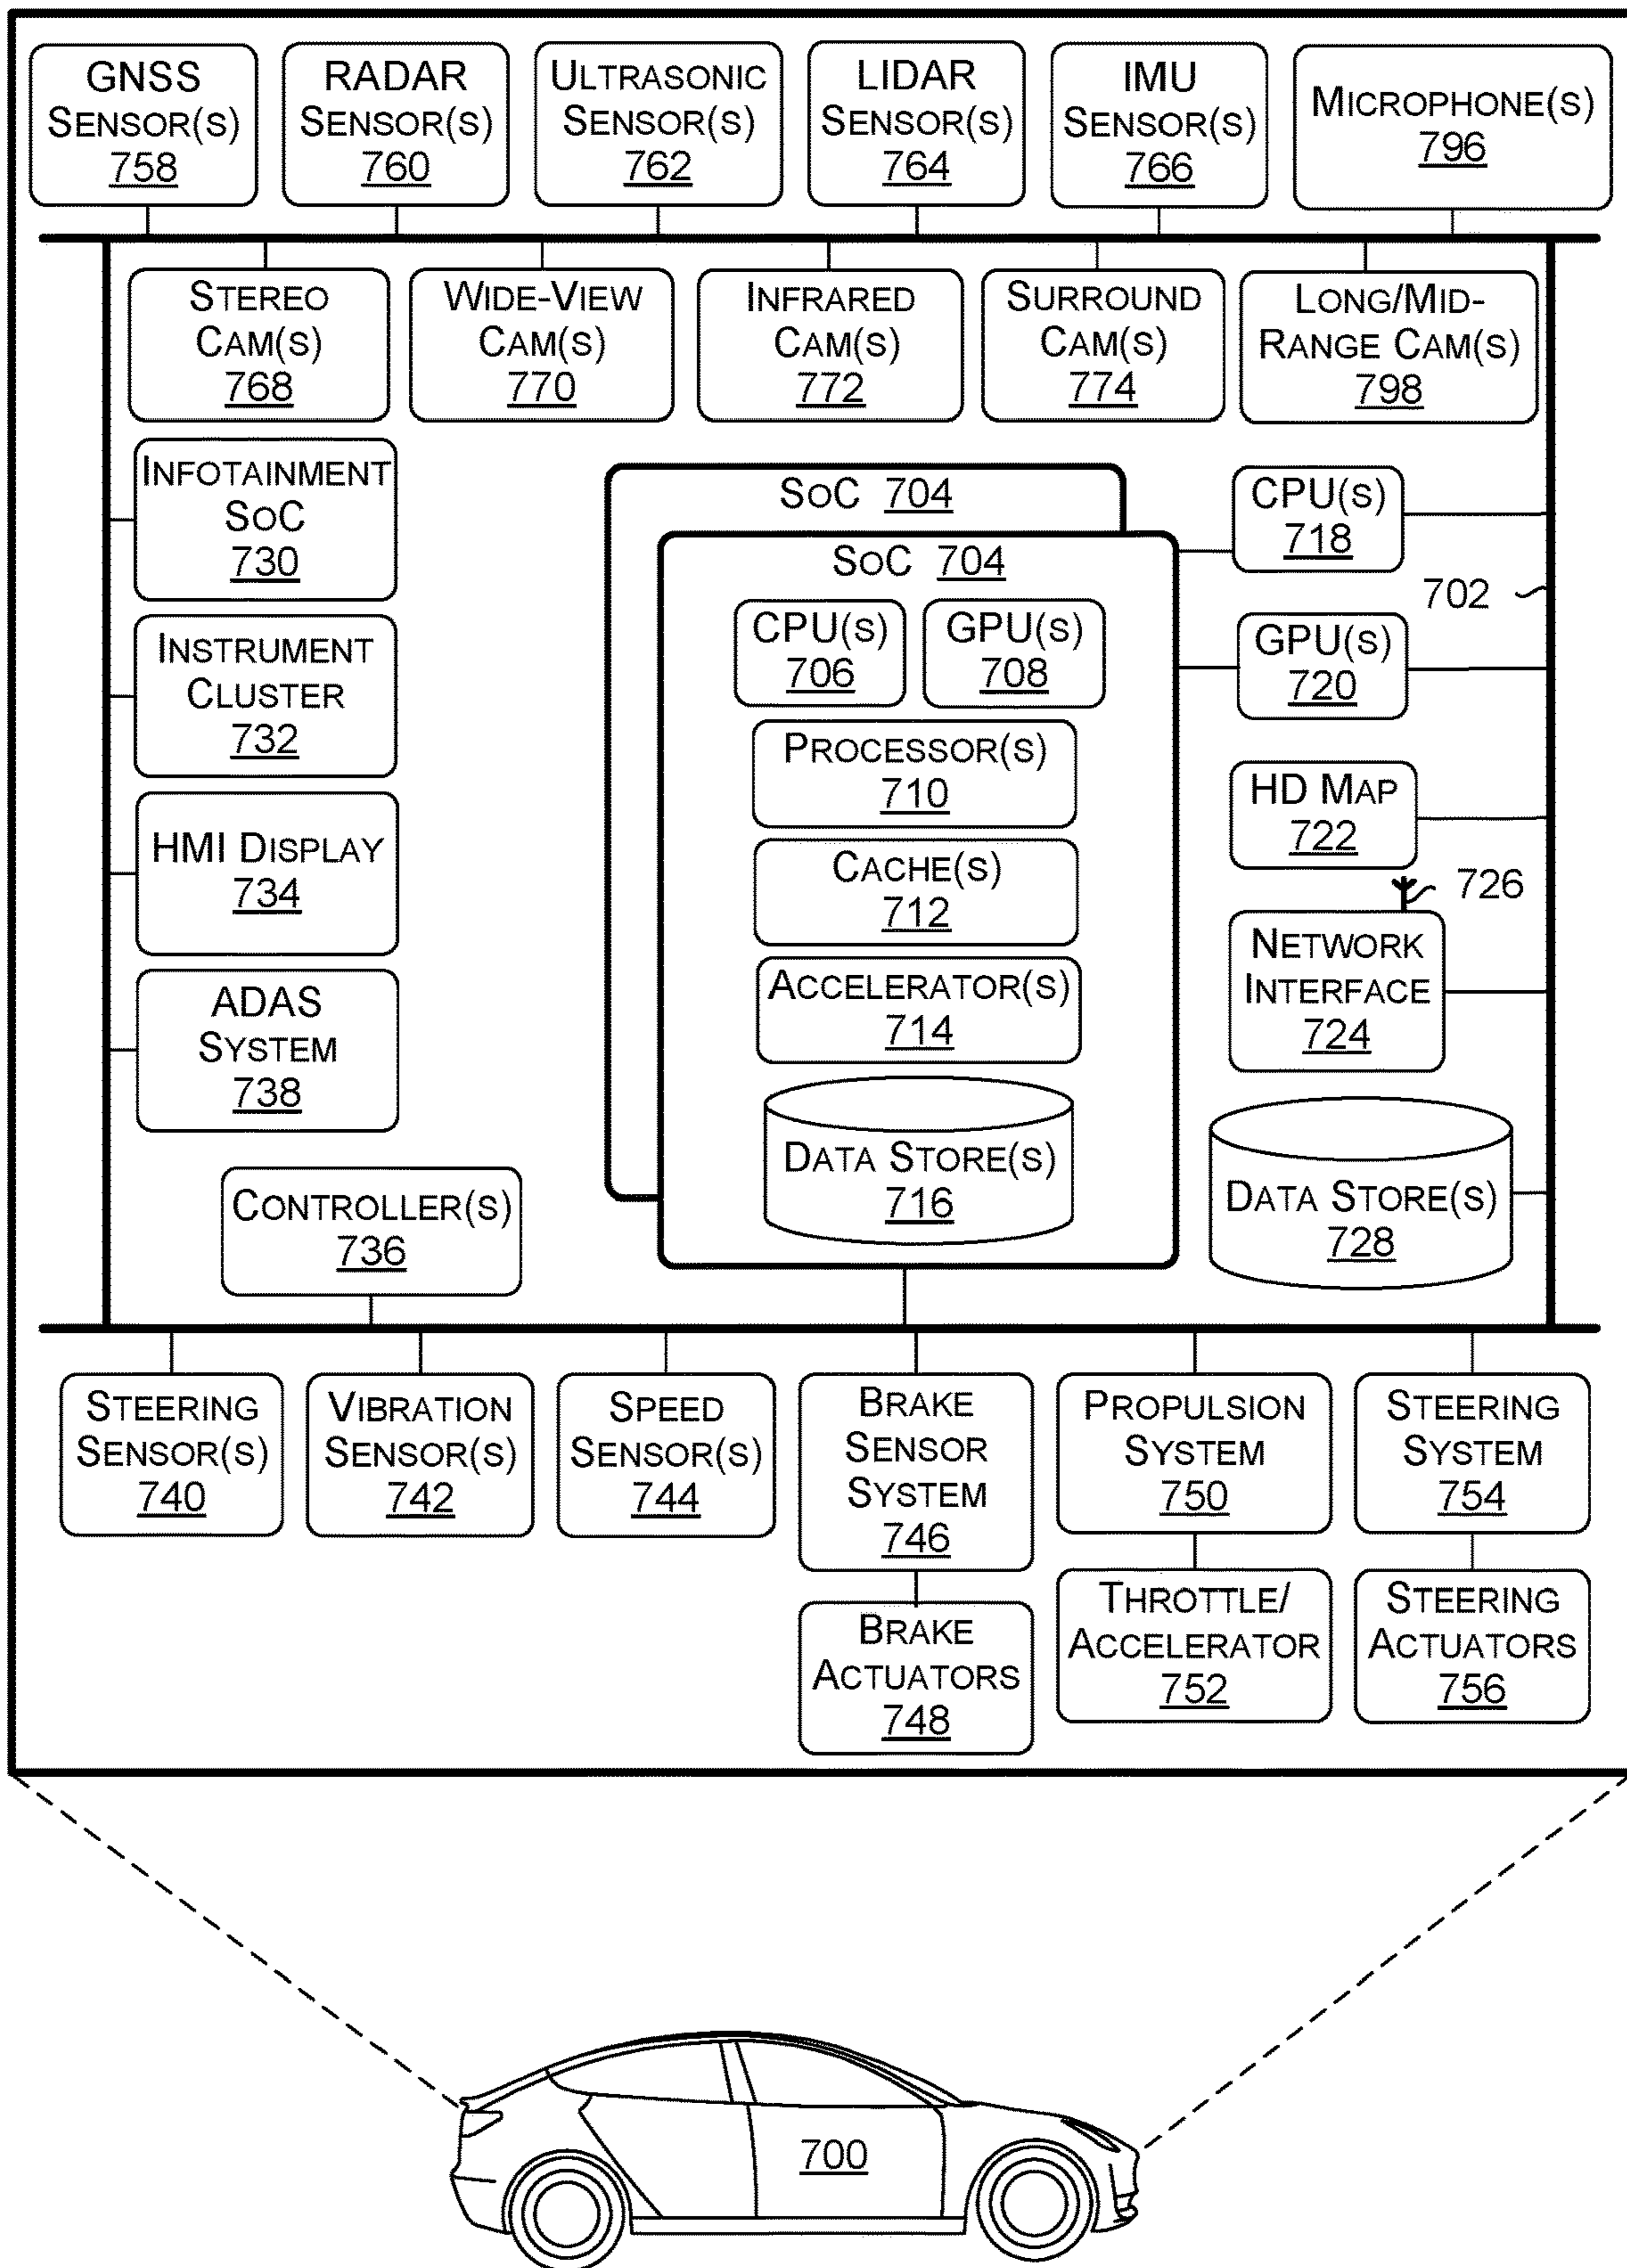 GNSS
SENSOR(S)
758
RADAR
SENSOR(S)
760
ULTRASONIC
SENSOR(S)
762
LIDAR
SENSOR(S)
764
IMU
SENSOR(S)
766
MICROPHONE(S)
796
STEREO
CAM(S)
768
WIDE-VIEW
CAM(S)
770
INFRARED
CAM(S)
772
SURROUND
CAM(S)
774
LONG/MID-
RANGE CAM(S)
798
INFOTAINMENT
SOC
730
INSTRUMENT
CLUSTER
732
HMI DISPLAY
734
ADAS
SYSTEM
738
CONTROLLER(S)
736
SOC 704
SOC 704
CPU(S)
706
GPU(S)
708
PROCESSOR(S)
710
CACHE(S)
712
ACCELERATOR(S)
714
DATA STORE(S)
716
CPU(S)
718
702
GPU(S)
720
HD MAP
722
726
NETWORK
INTERFACE
724
DATA STORE(S)
728
STEERING
SENSOR(S)
740
VIBRATION
SENSOR(S)
742
SPEED
SENSOR(S)
744
BRAKE
SENSOR
SYSTEM
746
PROPULSION
SYSTEM
750
STEERING
SYSTEM
754
BRAKE
ACTUATORS
748
THROTTLE/
ACCELERATOR
752
STEERING
ACTUATORS
756
700